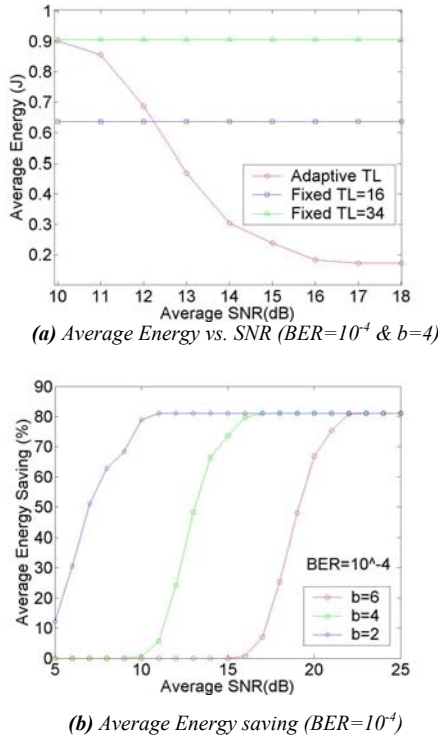 1
0.9
0.8
0.7
0.6
0.5
0.4
0.3
0.2
Average Energy (J)
Adaptive TL
Fixed TL=16
Fixed TL=34
10 11 12 13 14 15 16 17 18
Average SNR(dB)
(a) Average Energy vs. SNR (BER=10⁻⁴ & b=4)
90
80
70
60
50
40
30
20
10
0
Average Energy Saving (%)
BER=10^-4
b=6
b=4
b=2
5 10 15 20 25
Average SNR(dB)
(b) Average Energy saving (BER=10⁻⁴)